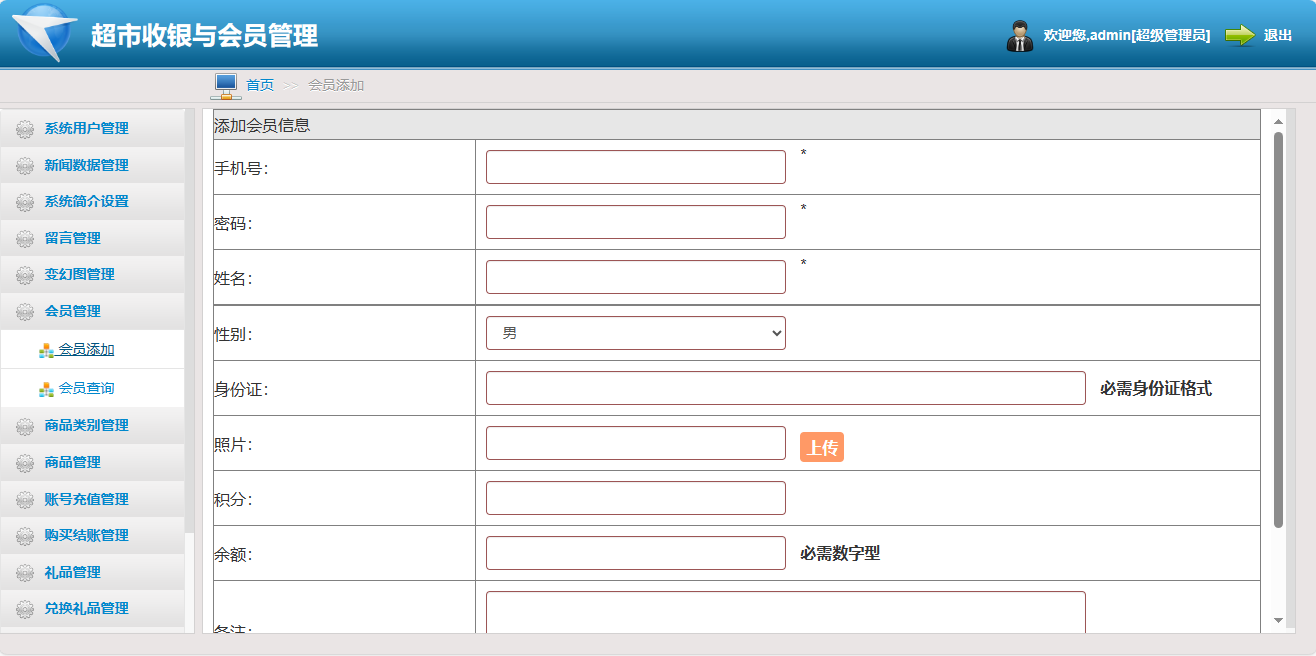 超市收银与会员管理
欢迎您,admin[超级管理员]
退出
首页 >> 会员添加
系统用户管理
新闻数据管理
系统简介设置
留言管理
变幻图管理
会员管理
会员添加
会员查询
商品类别管理
商品管理
账号充值管理
购买结账管理
礼品管理
兑换礼品管理
添加会员信息
手机号: *
密码: *
姓名: *
性别: 男
身份证: 必需身份证格式
照片: 上传
积分:
余额: 必需数字型
备注: